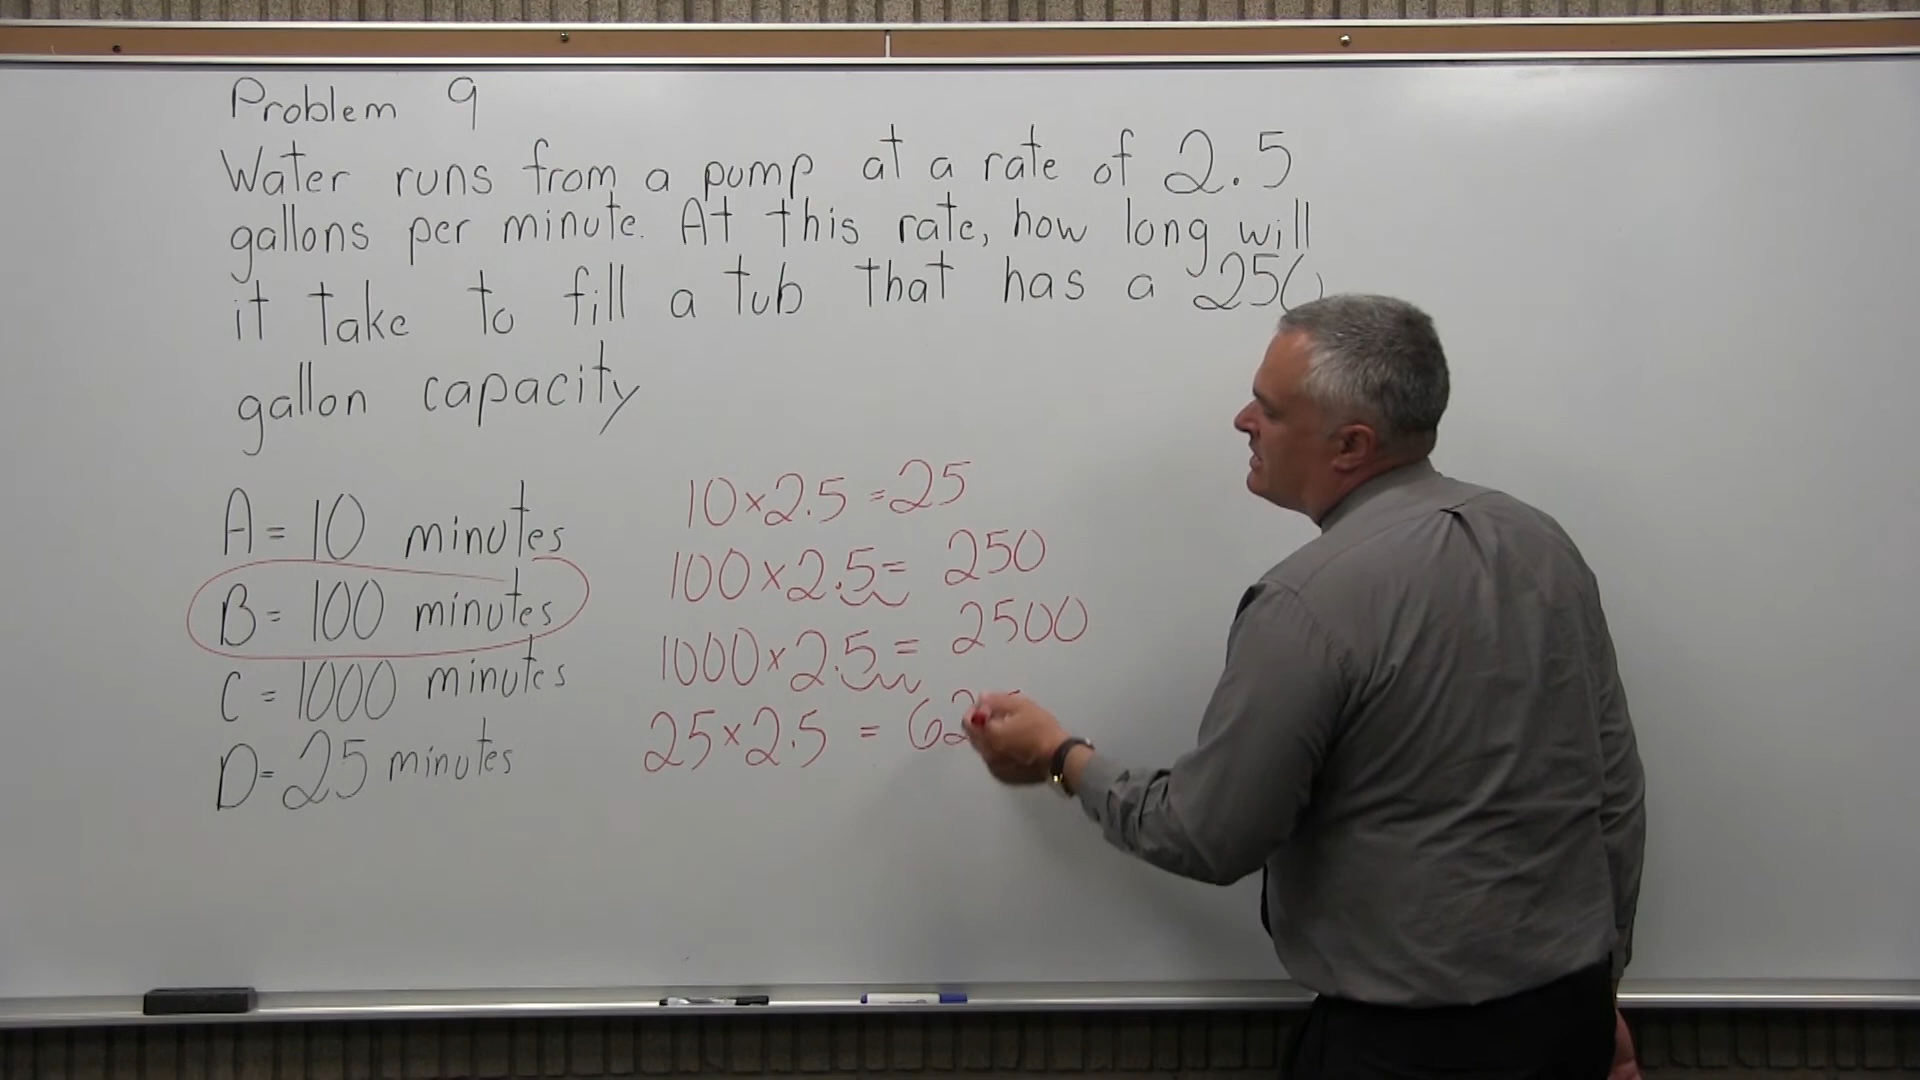 Problem 9
Water runs from a pump at a rate of 2.5
gallons per minute. At this rate, how long will
it take to fill a tub that has a 250
gallon capacity
A = 10 minutes
B = 100 minutes
C = 1000 minutes
D = 25 minutes
10 × 2.5 = 25
100 × 2.5 = 250
1000 × 2.5 = 2500
25 × 2.5 =